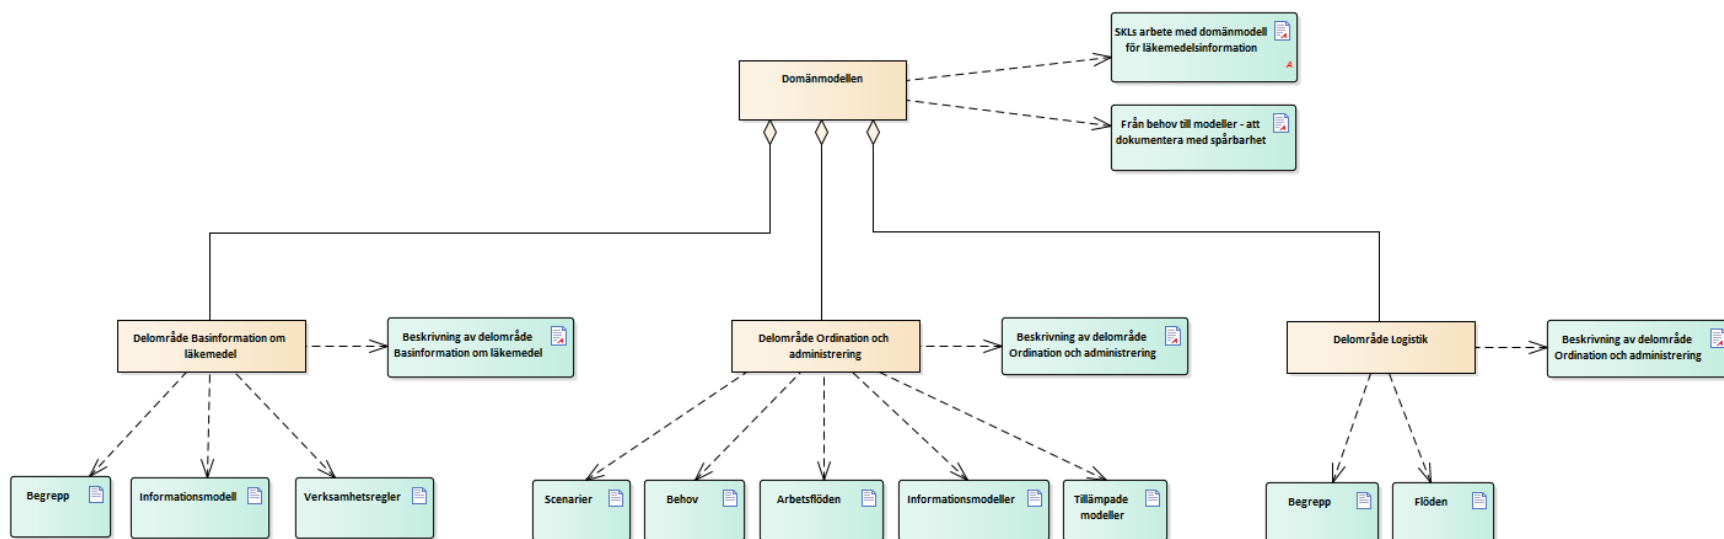 SKLs arbete med domänmodell
för läkemedelsinformation
A
Domänmodellen
Från behov till modeller - att
dokumentera med spårbarhet
Delområde Basinformation om
läkemedel
Beskrivning av delområde
Basinformation om läkemedel
Delområde Ordination och
administrering
Beskrivning av delområde
Ordination och administrering
Delområde Logistik
Beskrivning av delområde
Ordination och administrering
Begrepp
Informationsmodell
Verksamhetsregler
Scenarier
Behov
Arbetsflöden
Informationsmodeller
Tillämpade
modeller
Begrepp
Flöden